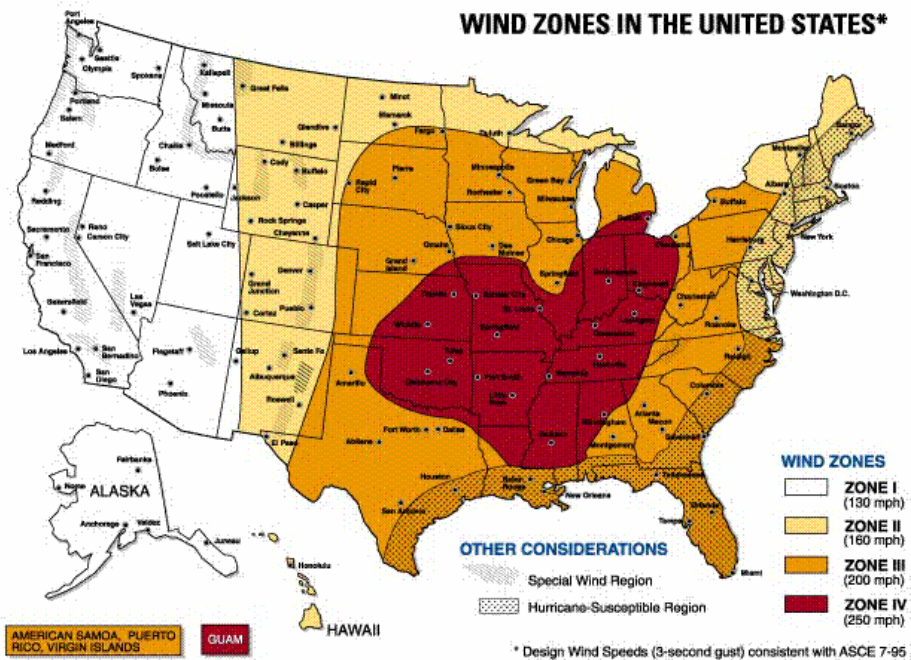 WIND ZONES IN THE UNITED STATES*
Port
Angeles
Seattle
Olympia
Spokane
Kalispell
Great Falls
Minot
Bismarck
Fargo
Duluth
Portland
Salem
Missoula
Butte
Glendive
Billings
Medford
Challis
Boise
Cody
Buffalo
Rapid
City
Pierre
Minneapolis
Rochester
Green Bay
Milwaukee
Montpelier
Albany
Boston
Buffalo
Redding
Pocatello
Jackson
Casper
Rock Springs
Cheyenne
Sioux City
Des
Moines
Omaha
Grand
Island
Chicago
Detroit
Cleveland
Harrisburg
New York
Sacramento
San
Francisco
Reno
Carson City
Salt Lake City
Grand
Junction
Denver
Pueblo
Cortez
Topeka
Kansas City
Springfield
St. Louis
Indianapolis
Cincinnati
Charleston
Washington D.C.
Bakersfield
Las
Vegas
Wichita
Springfield
Lexington
Roanoke
Los Angeles
San
Bernadino
San
Diego
Flagstaff
Phoenix
Gallup
Santa Fe
Albuquerque
Roswell
El Paso
Amarillo
Tulsa
Oklahoma City
Fort Smith
Little
Rock
Memphis
Nashville
Raleigh
Columbia
Atlanta
Macon
Savannah
Birmingham
Montgomery
Jackson
Abilene
Fort Worth
Dallas
Houston
San Antonio
Baton
Rouge
New Orleans
Tallahassee
Orlando
Tampa
Miami
Fairbanks
Nome
ALASKA
Anchorage
Valdez
Juneau
Honolulu
HAWAII
WIND ZONES
ZONE I
(130 mph)
ZONE II
(160 mph)
ZONE III
(200 mph)
ZONE IV
(250 mph)
OTHER CONSIDERATIONS
Special Wind Region
Hurricane-Susceptible Region
AMERICAN SAMOA, PUERTO
RICO, VIRGIN ISLANDS
GUAM
* Design Wind Speeds (3-second gust) consistent with ASCE 7-95